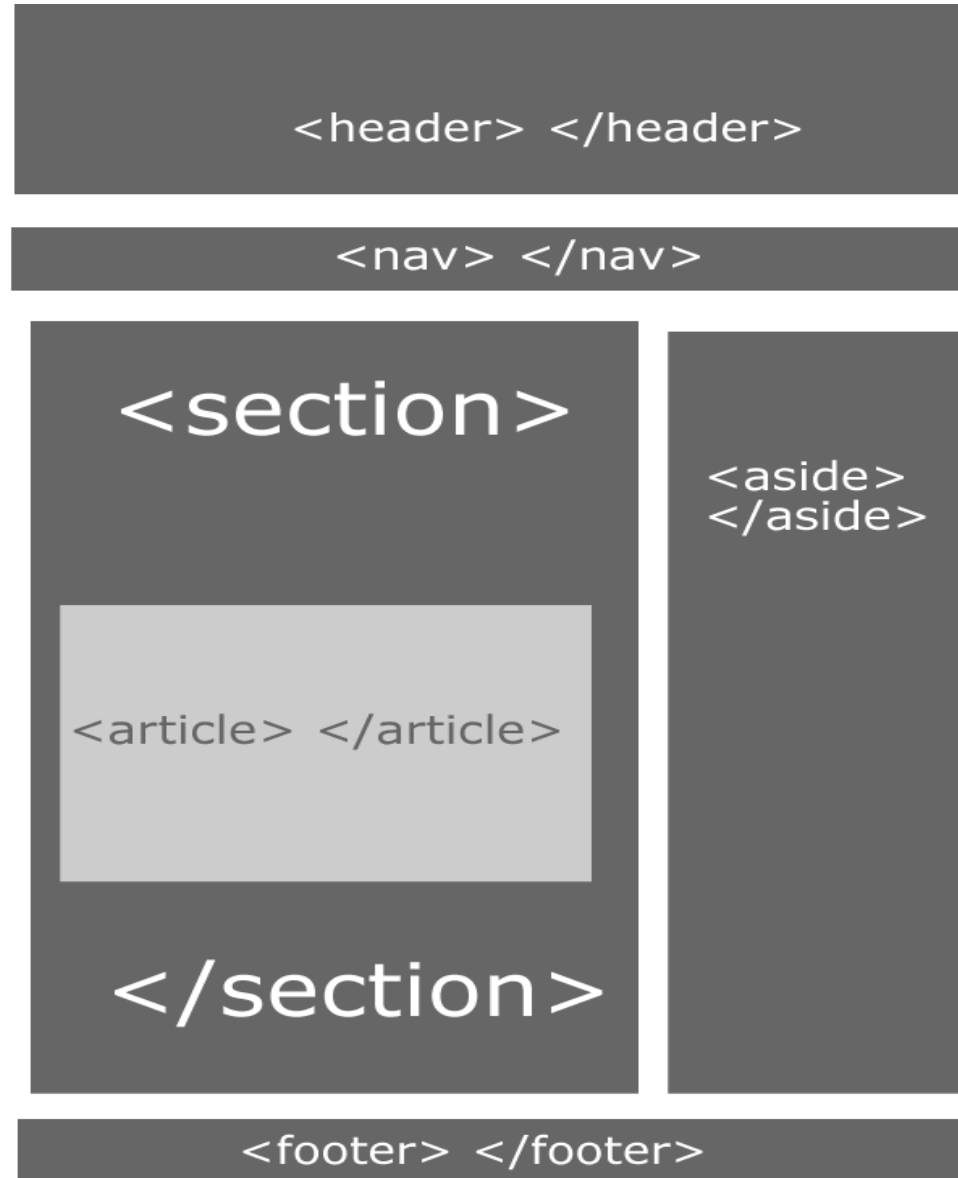 <header> </header>
<nav> </nav>
<section>
<article> </article>
</section>
<aside>
</aside>
<footer> </footer>